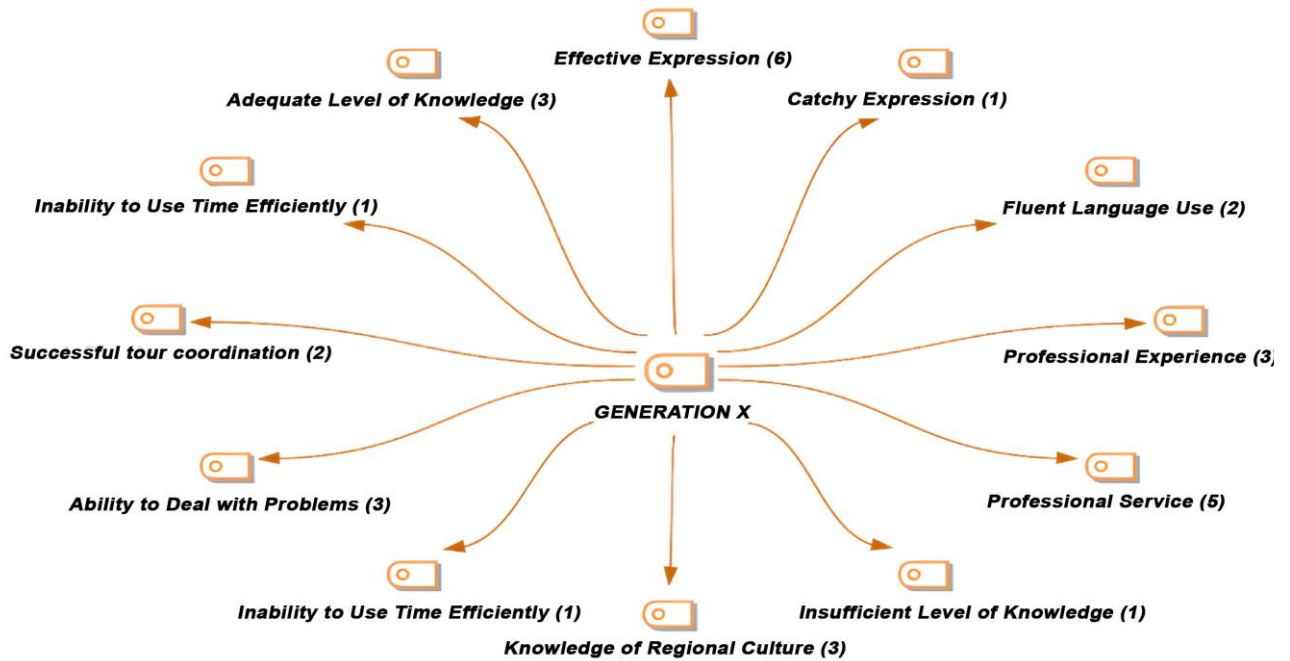 Effective Expression (6)
Adequate Level of Knowledge (3)
Catchy Expression (1)
Inability to Use Time Efficiently (1)
Fluent Language Use (2)
Successful tour coordination (2)
Professional Experience (3)
GENERATION X
Ability to Deal with Problems (3)
Professional Service (5)
Inability to Use Time Efficiently (1)
Insufficient Level of Knowledge (1)
Knowledge of Regional Culture (3)